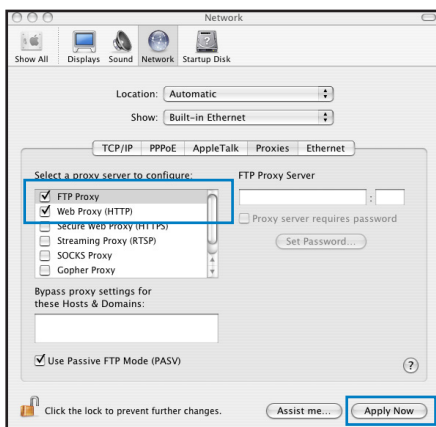 Network
Show All Displays Sound Network Startup Disk
Location: Automatic
Show: Built-in Ethernet
TCP/IP PPPoE AppleTalk Proxies Ethernet
Select a proxy server to configure: FTP Proxy Server
FTP Proxy
:
Web Proxy (HTTP)
Proxy server requires password
Secure Web Proxy (HTTPS)
Streaming Proxy (RTSP)
Set Password...
SOCKS Proxy
Gopher Proxy
Bypass proxy settings for
these Hosts & Domains:
Use Passive FTP Mode (PASV)
?
Click the lock to prevent further changes. Assist me... Apply Now